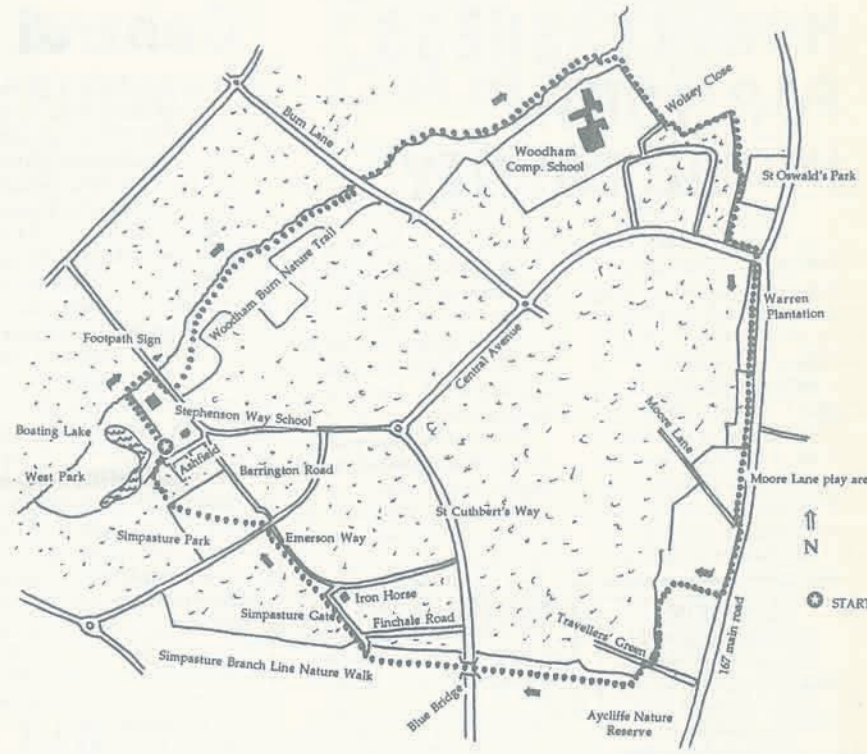 Burn Lane
Wolsey Close
Woodham
Comp. School
St Oswald's Park
Woodham Burn Nature Trail
Warren
Plantation
Footpath Sign
Central Avenue
Stephenson Way School
Moore Lane
Boating Lake
Ashfield
Barrington Road
West Park
Moore Lane play are
St Cuthbert's Way
Simpasture Park
Emerson Way
N
Iron Horse
START
Simpasture Gate
Finchale Road
Travellers' Green
167 main road
Simpasture Branch Line Nature Walk
Blue Bridge
Aycliffe Nature
Reserve